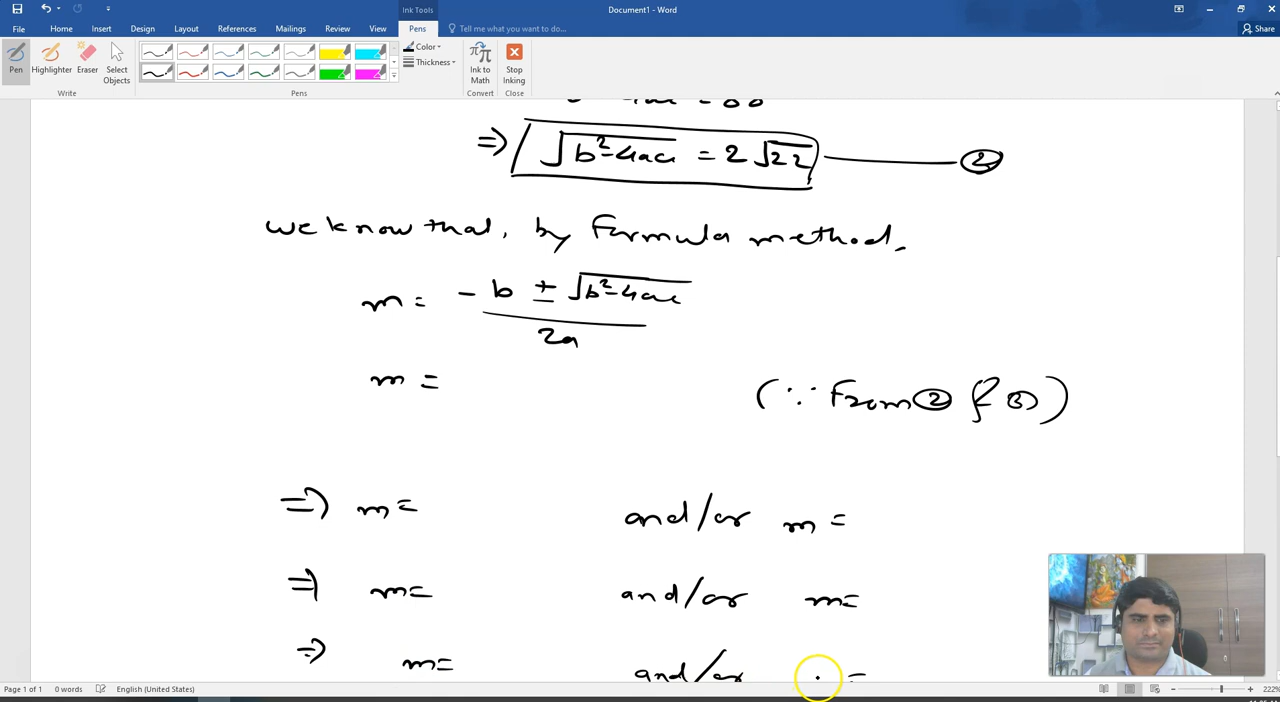 Document1 - Word
Ink Tools
File Home Insert Design Layout References Mailings Review View Pens Tell me what you want to do...
Share
Pen Highlighter Eraser Select Objects
Color
Thickness
Ink to Math
Stop Inking
Write Pens Convert Close
=> √b²-4ac = 2√22 ②
we know that, by Formula method.
m = -b ± √b²-4ac
2a
m = (∵ From ② & ③)
=> m= and/or m =
=> m= and/or m=
=> m= and/or =
Page 1 of 1 0 words English (United States)
222%